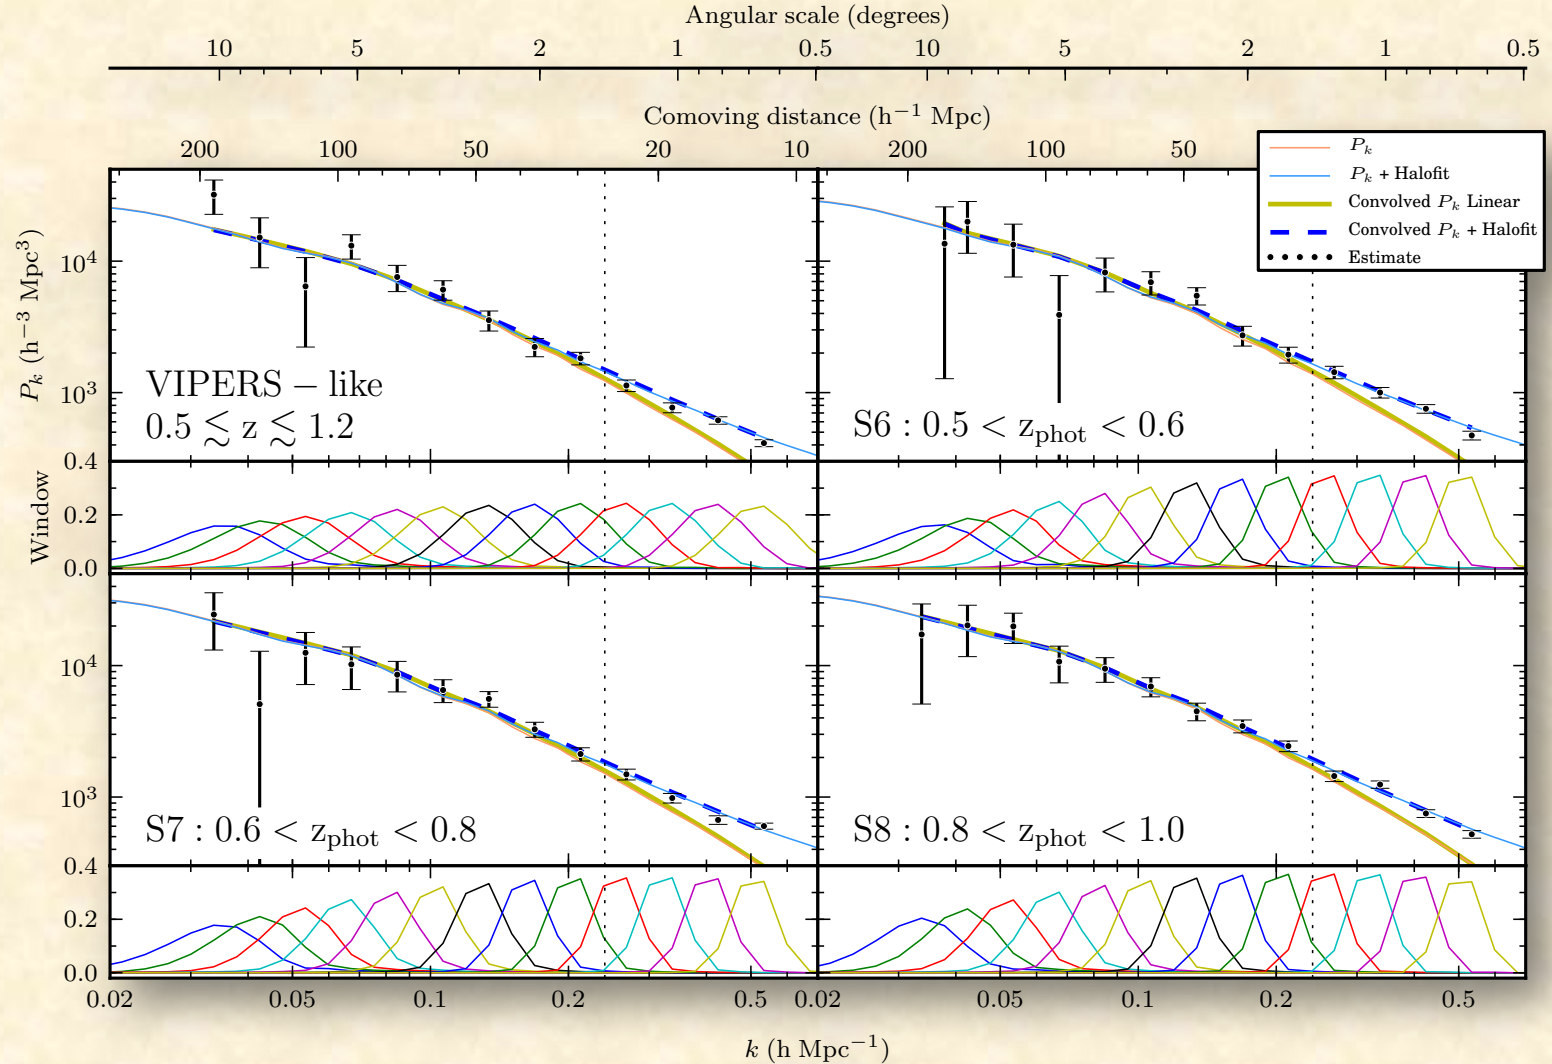 Angular scale (degrees)
10 5 2 1 0.5 10 5 2 1 0.5
Comoving distance (h⁻¹ Mpc)
200 100 50 20 10 200 100 50
P_k
P_k + Halofit
Convolved P_k Linear
Convolved P_k + Halofit
Estimate
P_k (h⁻³ Mpc³)
10⁴
10³
VIPERS – like
0.5 ≲ z ≲ 1.2
S6 : 0.5 < z_phot < 0.6
Window
0.4
0.2
0.0
10⁴
10³
S7 : 0.6 < z_phot < 0.8
S8 : 0.8 < z_phot < 1.0
0.4
0.2
0.0
0.02 0.05 0.1 0.2 0.5 0.02 0.05 0.1 0.2 0.5
k (h Mpc⁻¹)